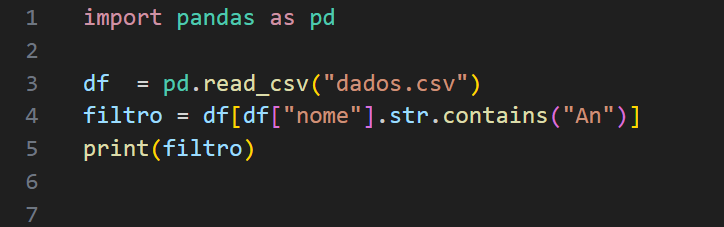 1 import pandas as pd
2
3 df  = pd.read_csv("dados.csv")
4 filtro = df[df["nome"].str.contains("An")]
5 print(filtro)
6
7